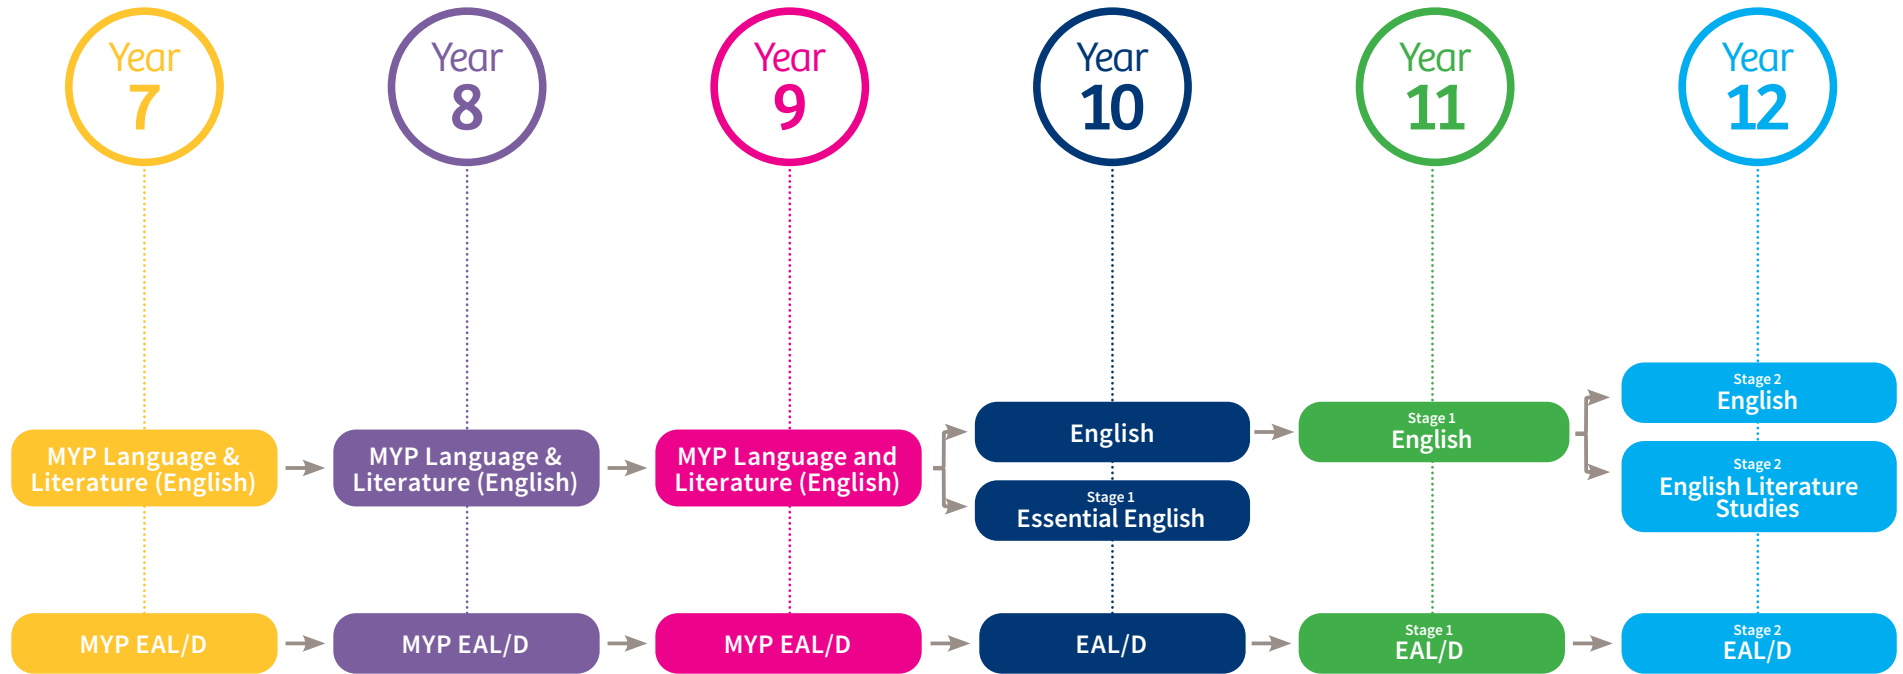 Year
7
Year
8
Year
9
Year
10
Year
11
Year
12
MYP Language &
Literature (English)
MYP Language &
Literature (English)
MYP Language and
Literature (English)
English
Stage 1
Essential English
Stage 1
English
Stage 2
English
Stage 2
English Literature
Studies
MYP EAL/D
MYP EAL/D
MYP EAL/D
EAL/D
Stage 1
EAL/D
Stage 2
EAL/D